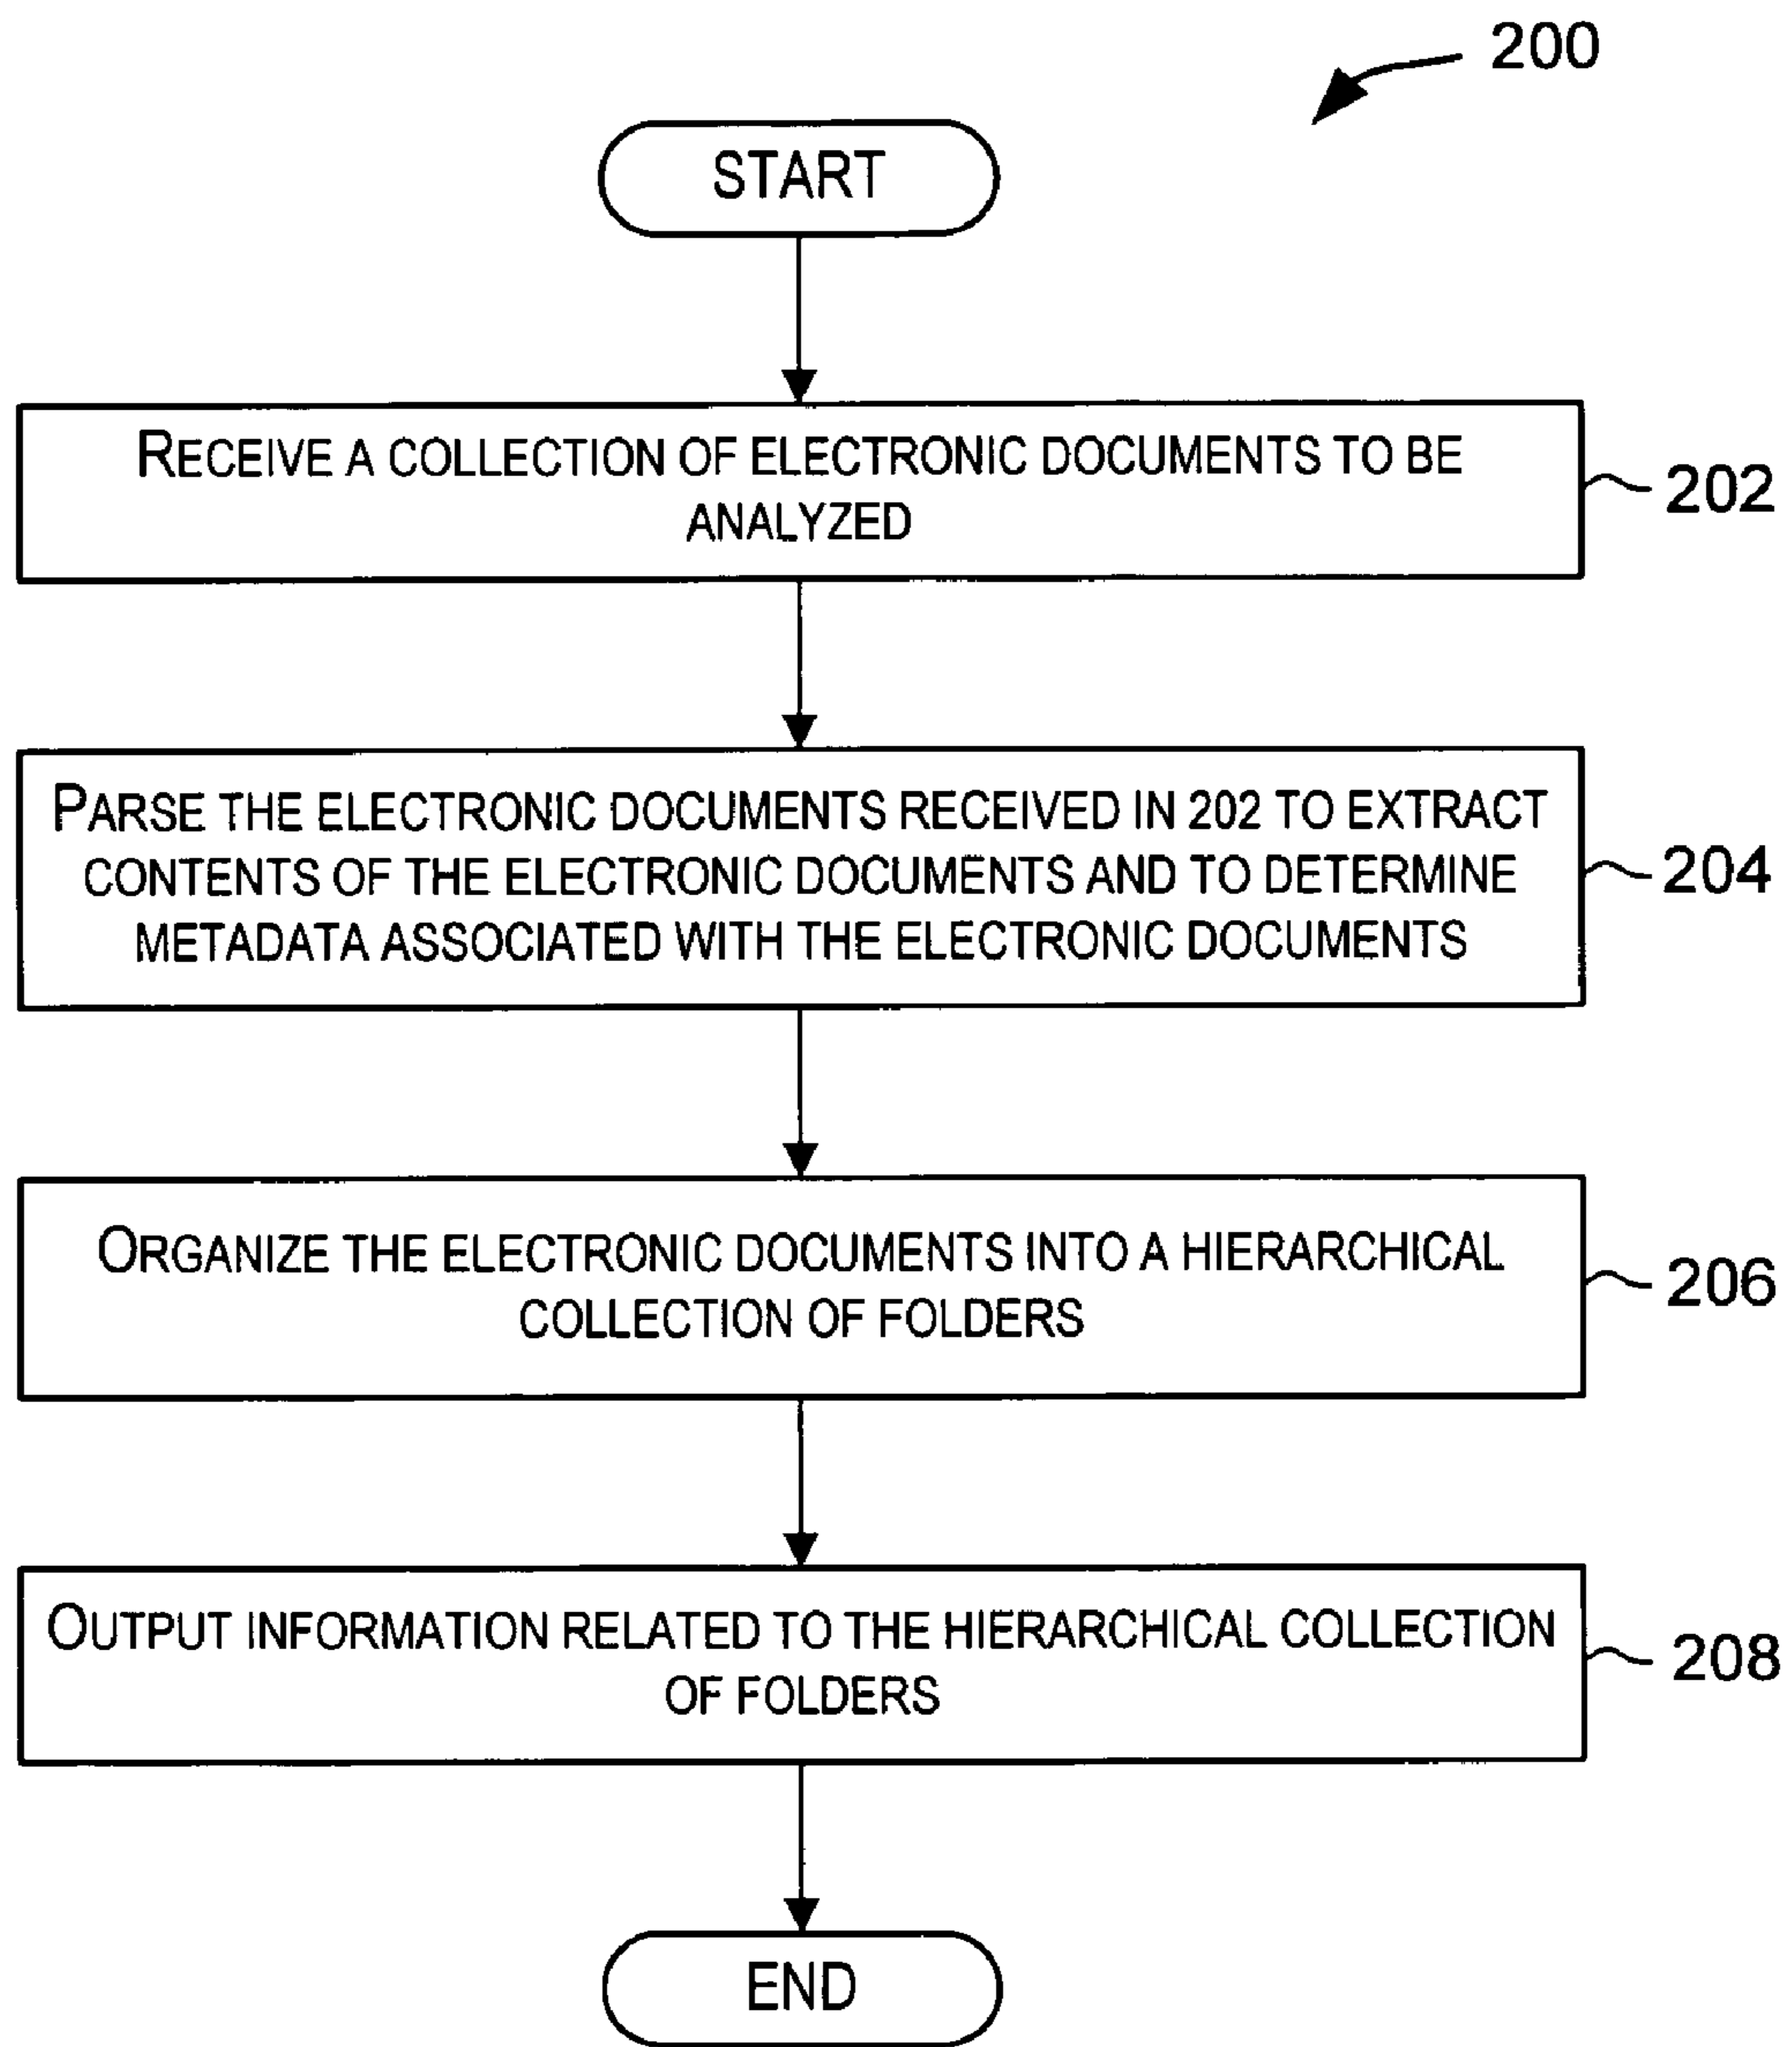 200
START
RECEIVE A COLLECTION OF ELECTRONIC DOCUMENTS TO BE
ANALYZED
202
PARSE THE ELECTRONIC DOCUMENTS RECEIVED IN 202 TO EXTRACT
CONTENTS OF THE ELECTRONIC DOCUMENTS AND TO DETERMINE
METADATA ASSOCIATED WITH THE ELECTRONIC DOCUMENTS
204
ORGANIZE THE ELECTRONIC DOCUMENTS INTO A HIERARCHICAL
COLLECTION OF FOLDERS
206
OUTPUT INFORMATION RELATED TO THE HIERARCHICAL COLLECTION
OF FOLDERS
208
END